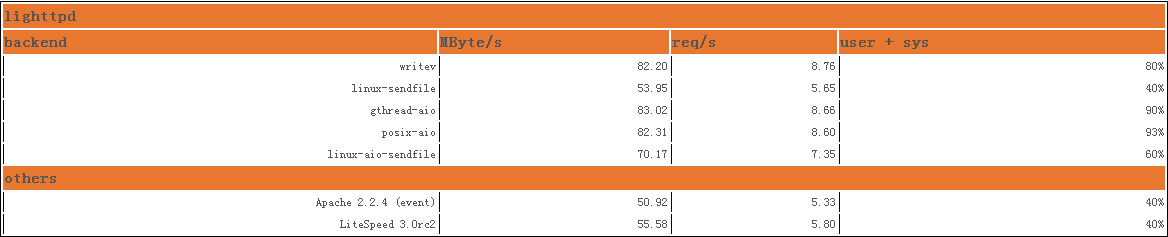 lighttpd
backend MByte/s req/s user + sys
writev 82.20 8.76 80%
linux-sendfile 53.95 5.65 40%
gthread-aio 83.02 8.66 90%
posix-aio 82.31 8.60 93%
linux-aio-sendfile 70.17 7.35 60%
others
Apache 2.2.4 (event) 50.92 5.33 40%
LiteSpeed 3.0rc2 55.58 5.80 40%